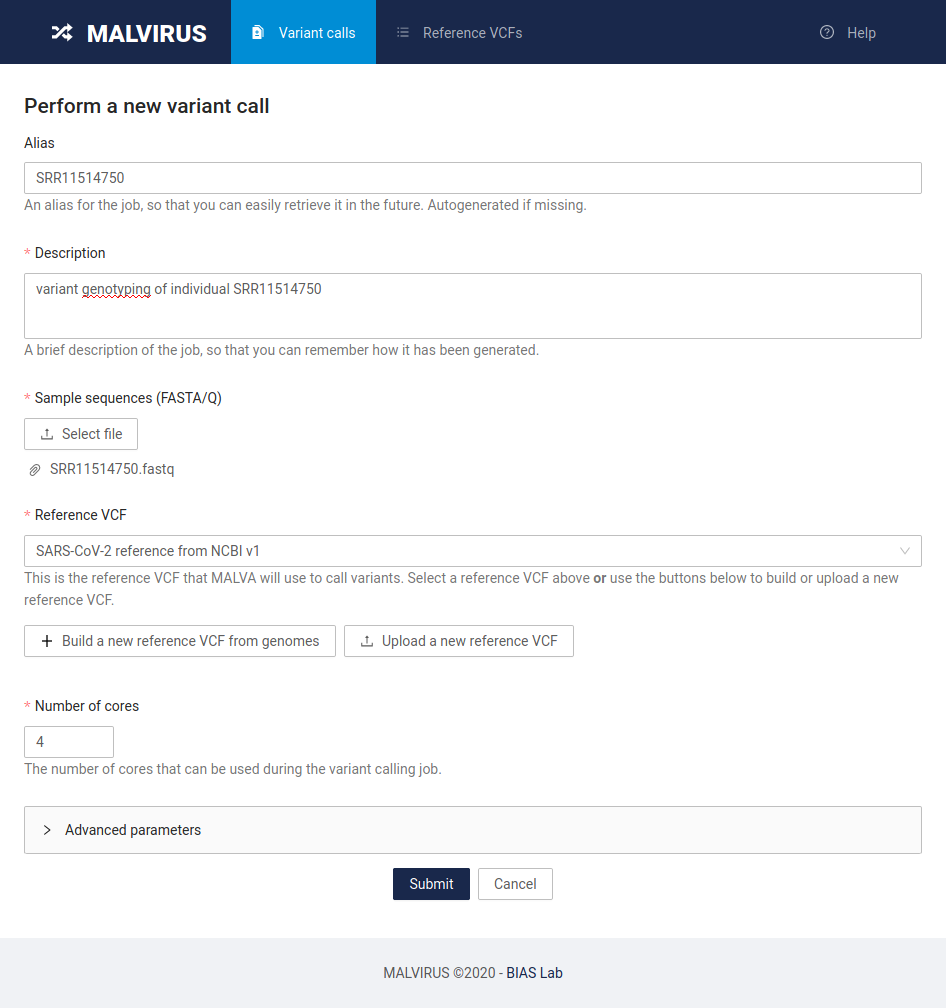 MALVIRUS
Variant calls
Reference VCFs
Help
Perform a new variant call
Alias
SRR11514750
An alias for the job, so that you can easily retrieve it in the future. Autogenerated if missing.
* Description
variant genotyping of individual SRR11514750
A brief description of the job, so that you can remember how it has been generated.
* Sample sequences (FASTA/Q)
Select file
SRR11514750.fastq
* Reference VCF
SARS-CoV-2 reference from NCBI v1
This is the reference VCF that MALVA will use to call variants. Select a reference VCF above or use the buttons below to build or upload a new
reference VCF.
Build a new reference VCF from genomes
Upload a new reference VCF
* Number of cores
4
The number of cores that can be used during the variant calling job.
Advanced parameters
Submit
Cancel
MALVIRUS ©2020 - BIAS Lab